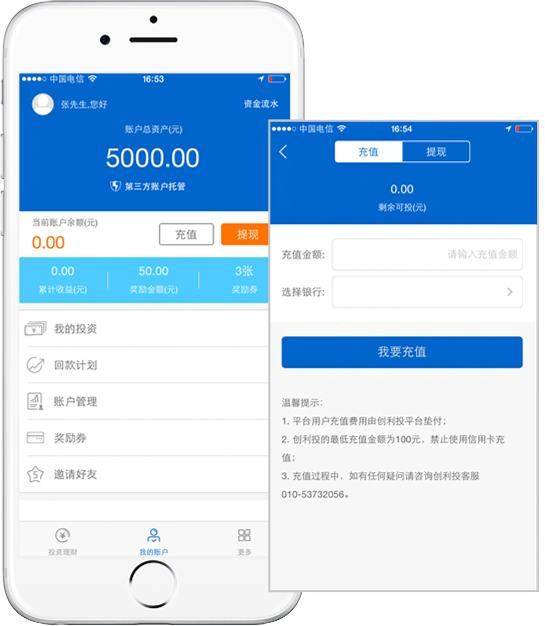 中国电信 16:53
张先生,您好 资金流水
账户总资产(元)
5000.00
第三方账户托管
当前账户余额(元)
0.00
充值 提现
0.00 50.00 3张
累计收益(元) 奖励金额(元) 奖励券
我的投资
回款计划
账户管理
奖励券
邀请好友
投资理财 我的账户 更多
中国电信 16:54
充值 提现
0.00
剩余可投(元)
充值金额: 请输入充值金额
选择银行:
我要充值
温馨提示:
1. 平台用户充值费用由创利投平台垫付;
2. 创利投的最低充值金额为100元，禁止使用信用卡充
值;
3. 充值过程中，如有任何疑问请咨询创利投客服
010-53732056。